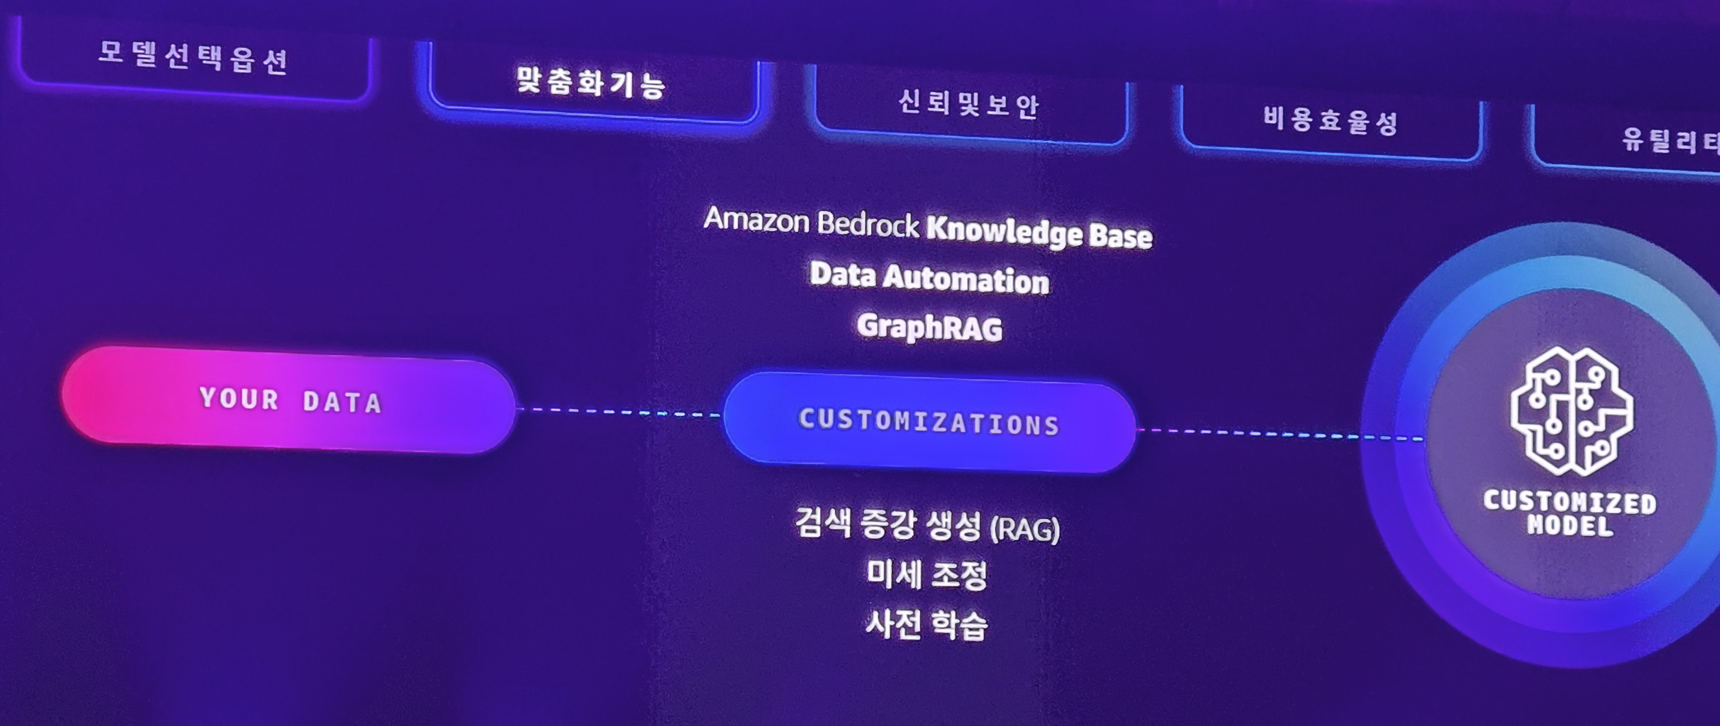 모델선택옵션
맞춤화기능
신뢰및보안
비용효율성
유틸리티
Amazon Bedrock Knowledge Base
Data Automation
GraphRAG
YOUR DATA
CUSTOMIZATIONS
CUSTOMIZED
MODEL
검색 증강 생성 (RAG)
미세 조정
사전 학습